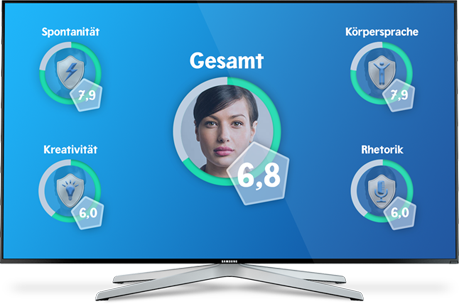 Spontanität
7,9
Gesamt
6,8
Körpersprache
7,9
Kreativität
6,0
Rhetorik
6,0
SAMSUNG